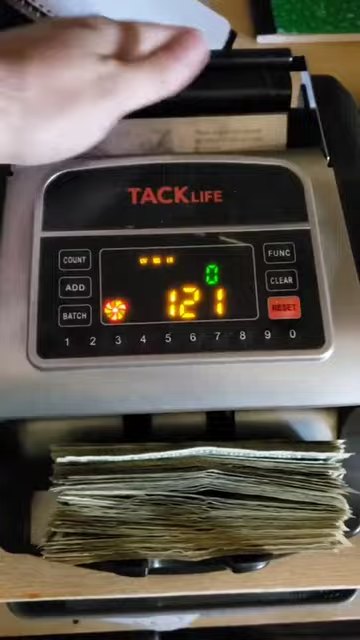 TACKLIFE
COUNT
FUNC
0
ADD
CLEAR
121
BATCH
RESET
1 2 3 4 5 6 7 8 9 0